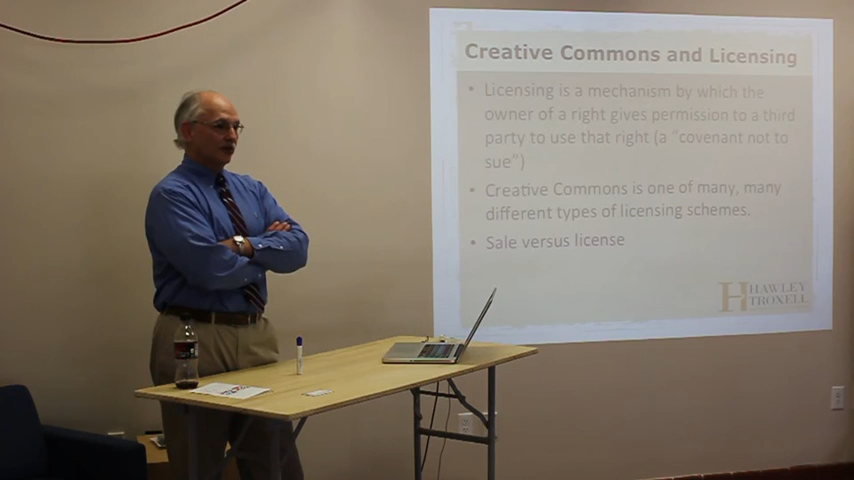 Creative Commons and Licensing
• Licensing is a mechanism by which the
owner of a right gives permission to a third
party to use that right (a “covenant not to
sue”)
• Creative Commons is one of many, many
different types of licensing schemes.
• Sale versus license
H HAWLEY
TROXELL